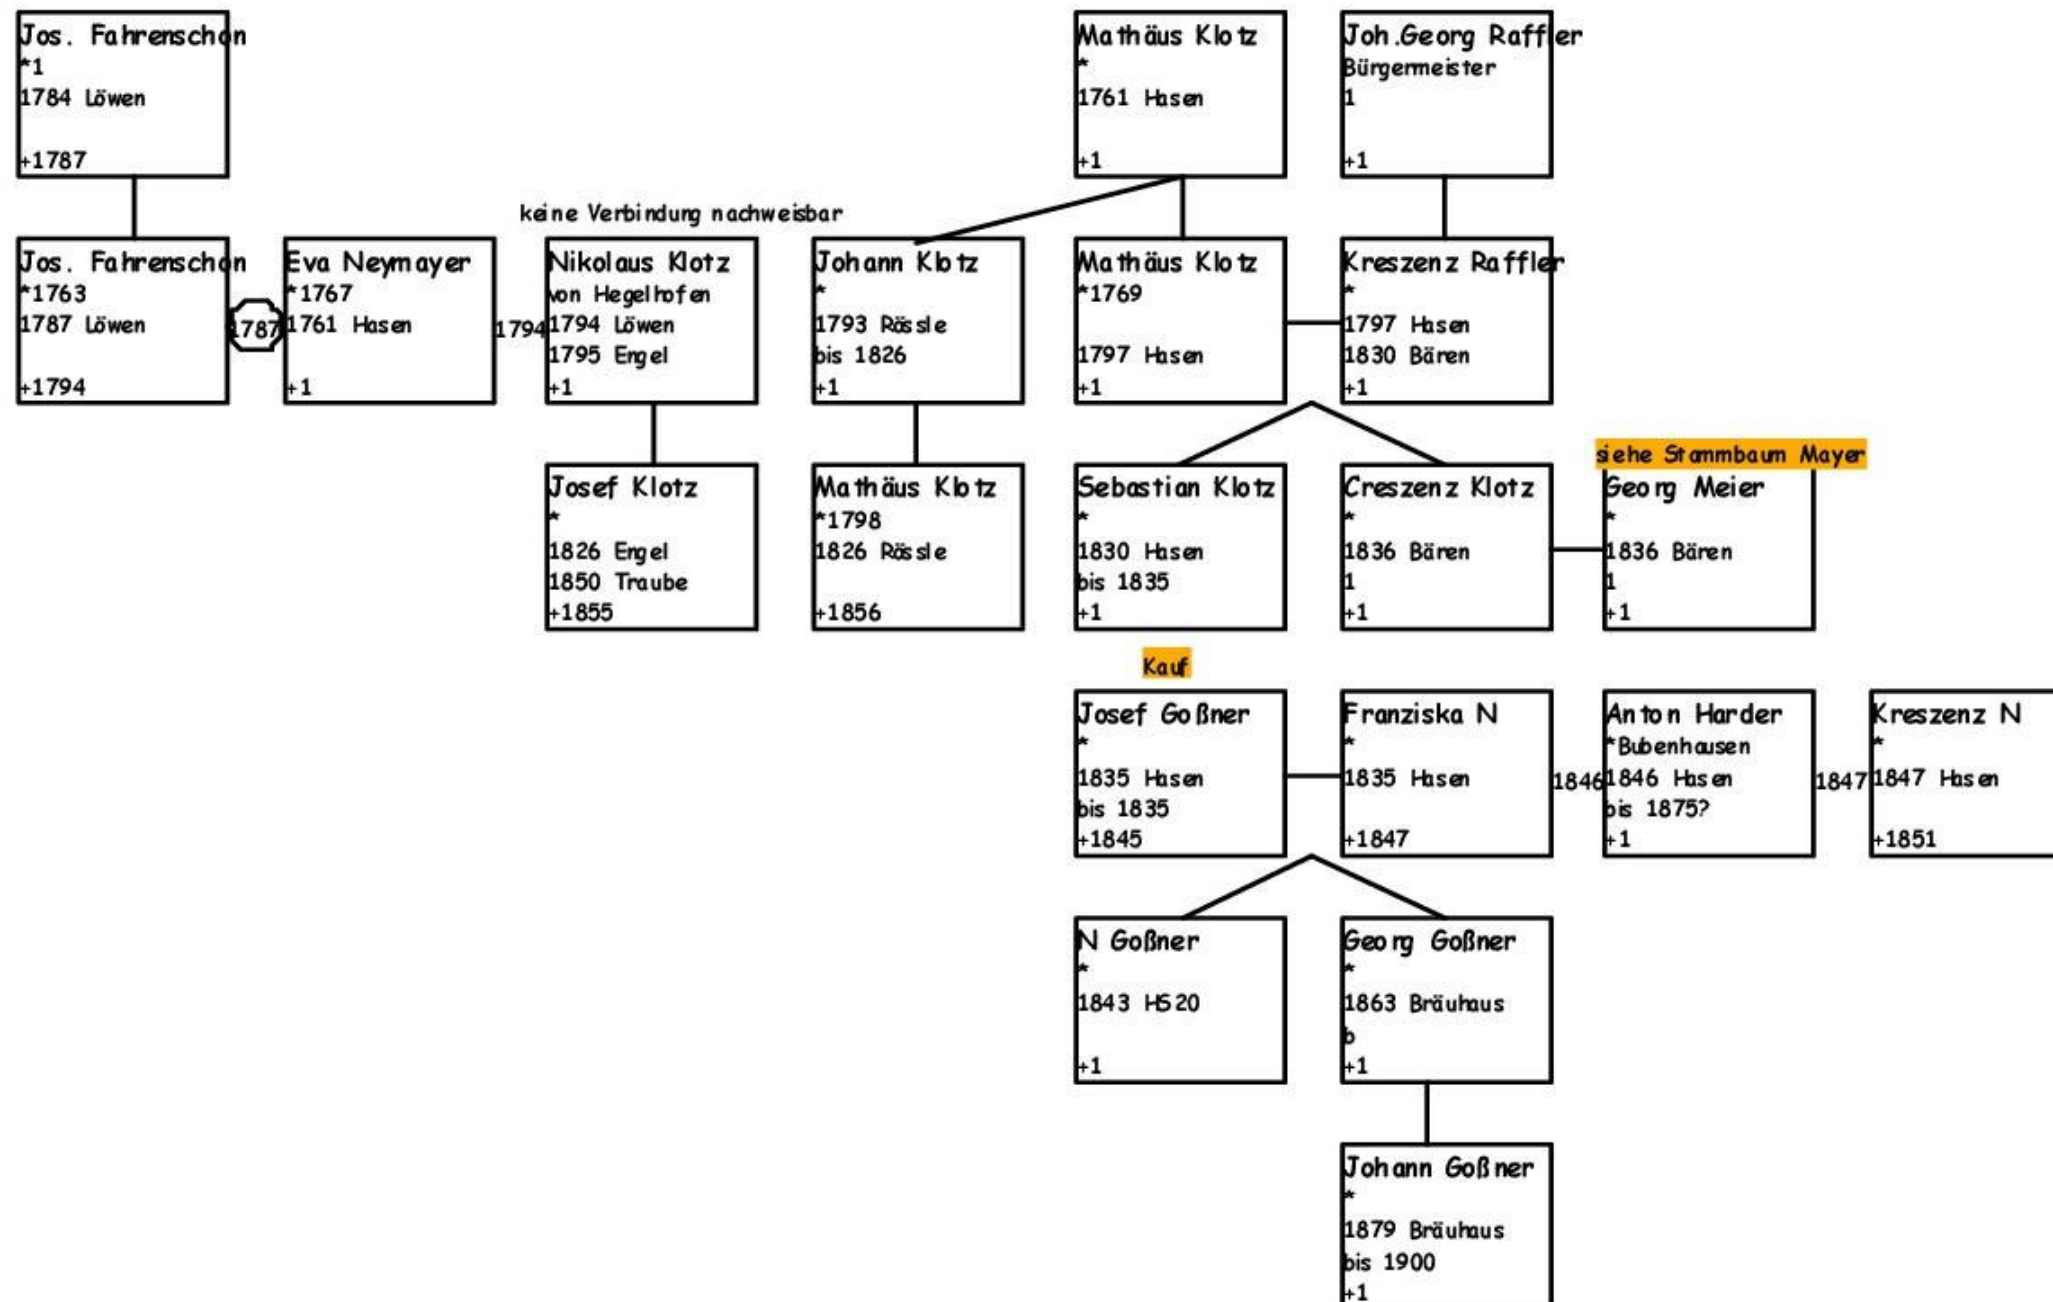 Jos. Fahrenschon
*1
1784 Löwen
+1787
Mathäus Klotz
*
1761 Hasen
+1
Joh.Georg Raffler
Bürgermeister
1
+1
keine Verbindung nachweisbar
Jos. Fahrenschon
*1763
1787 Löwen
+1794
1787
Eva Neymayer
*1767
1761 Hasen
+1
1794
Nikolaus Klotz
von Hegelhofen
1794 Löwen
1795 Engel
+1
Johann Klotz
*
1793 Rössle
bis 1826
+1
Mathäus Klotz
*1769
1797 Hasen
+1
Kreszenz Raffler
*
1797 Hasen
1830 Bären
+1
Josef Klotz
*
1826 Engel
1850 Traube
+1855
Mathäus Klotz
*1798
1826 Rössle
+1856
Sebastian Klotz
*
1830 Hasen
bis 1835
+1
Creszenz Klotz
*
1836 Bären
1
+1
siehe Stammbaum Mayer
Georg Meier
*
1836 Bären
1
+1
Kauf
Josef Goßner
*
1835 Hasen
bis 1835
+1845
Franziska N
*
1835 Hasen
+1847
1846
Anton Harder
*Bubenhausen
1846 Hasen
bis 1875?
+1
1847
Kreszenz N
*
1847 Hasen
+1851
N Goßner
*
1843 HS20
+1
Georg Goßner
*
1863 Bräuhaus
b
+1
Johann Goßner
*
1879 Bräuhaus
bis 1900
+1